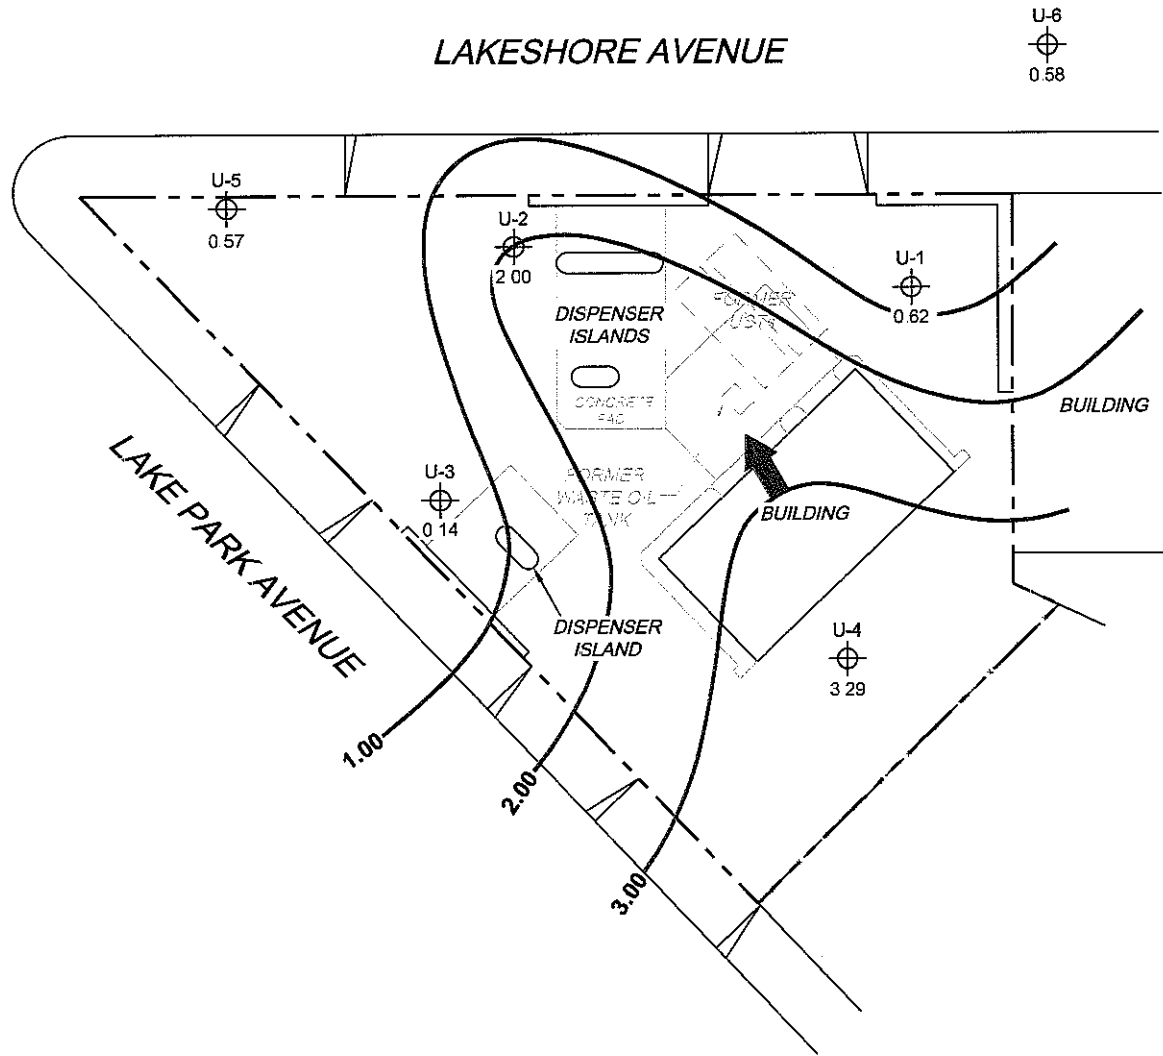 LAKESHORE AVENUE
U-6
0.58
U-5
0.57
U-2
2 00
U-1
0.62
DISPENSER
ISLANDS
FORMER
CONCRETE
PAD
BUILDING
U-3
0 14
FORMER
WASTE OIL
TANK
BUILDING
LAKE PARK AVENUE
DISPENSER
ISLAND
U-4
3 29
1.00
2.00
3.00